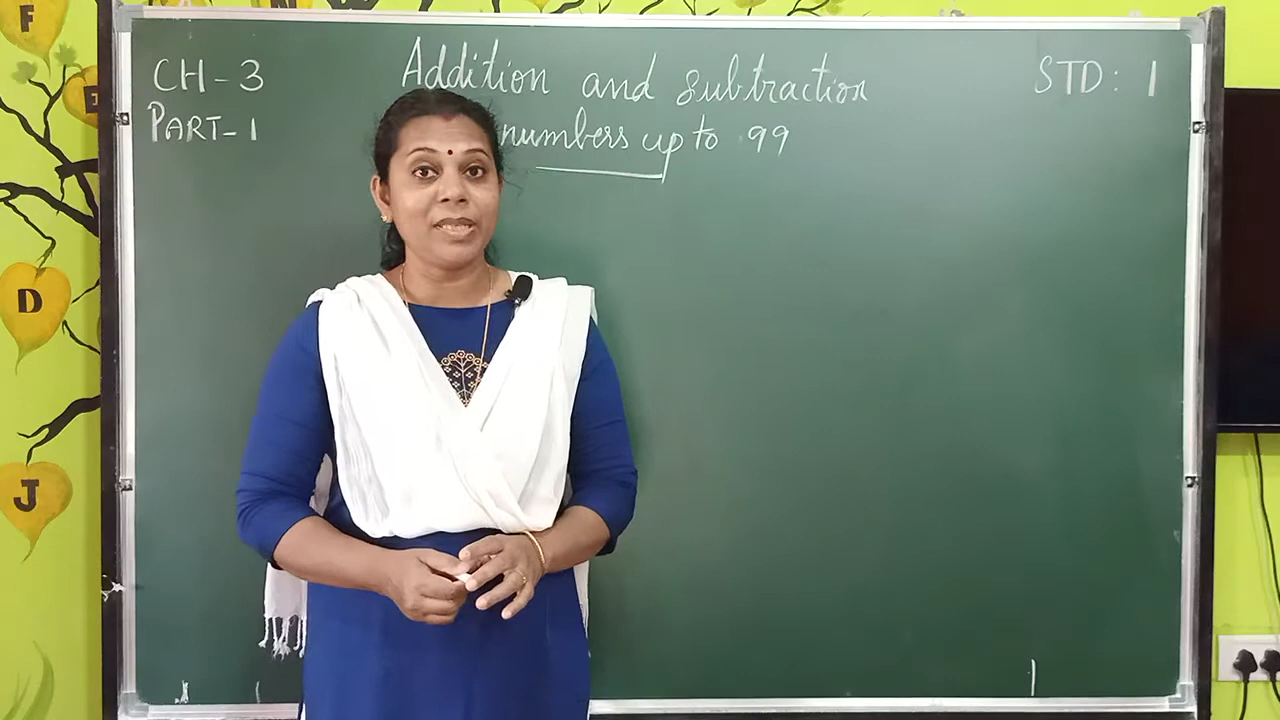 CH-3
PART-1
Addition and subtraction
numbers up to 99
STD: 1
F
D
J